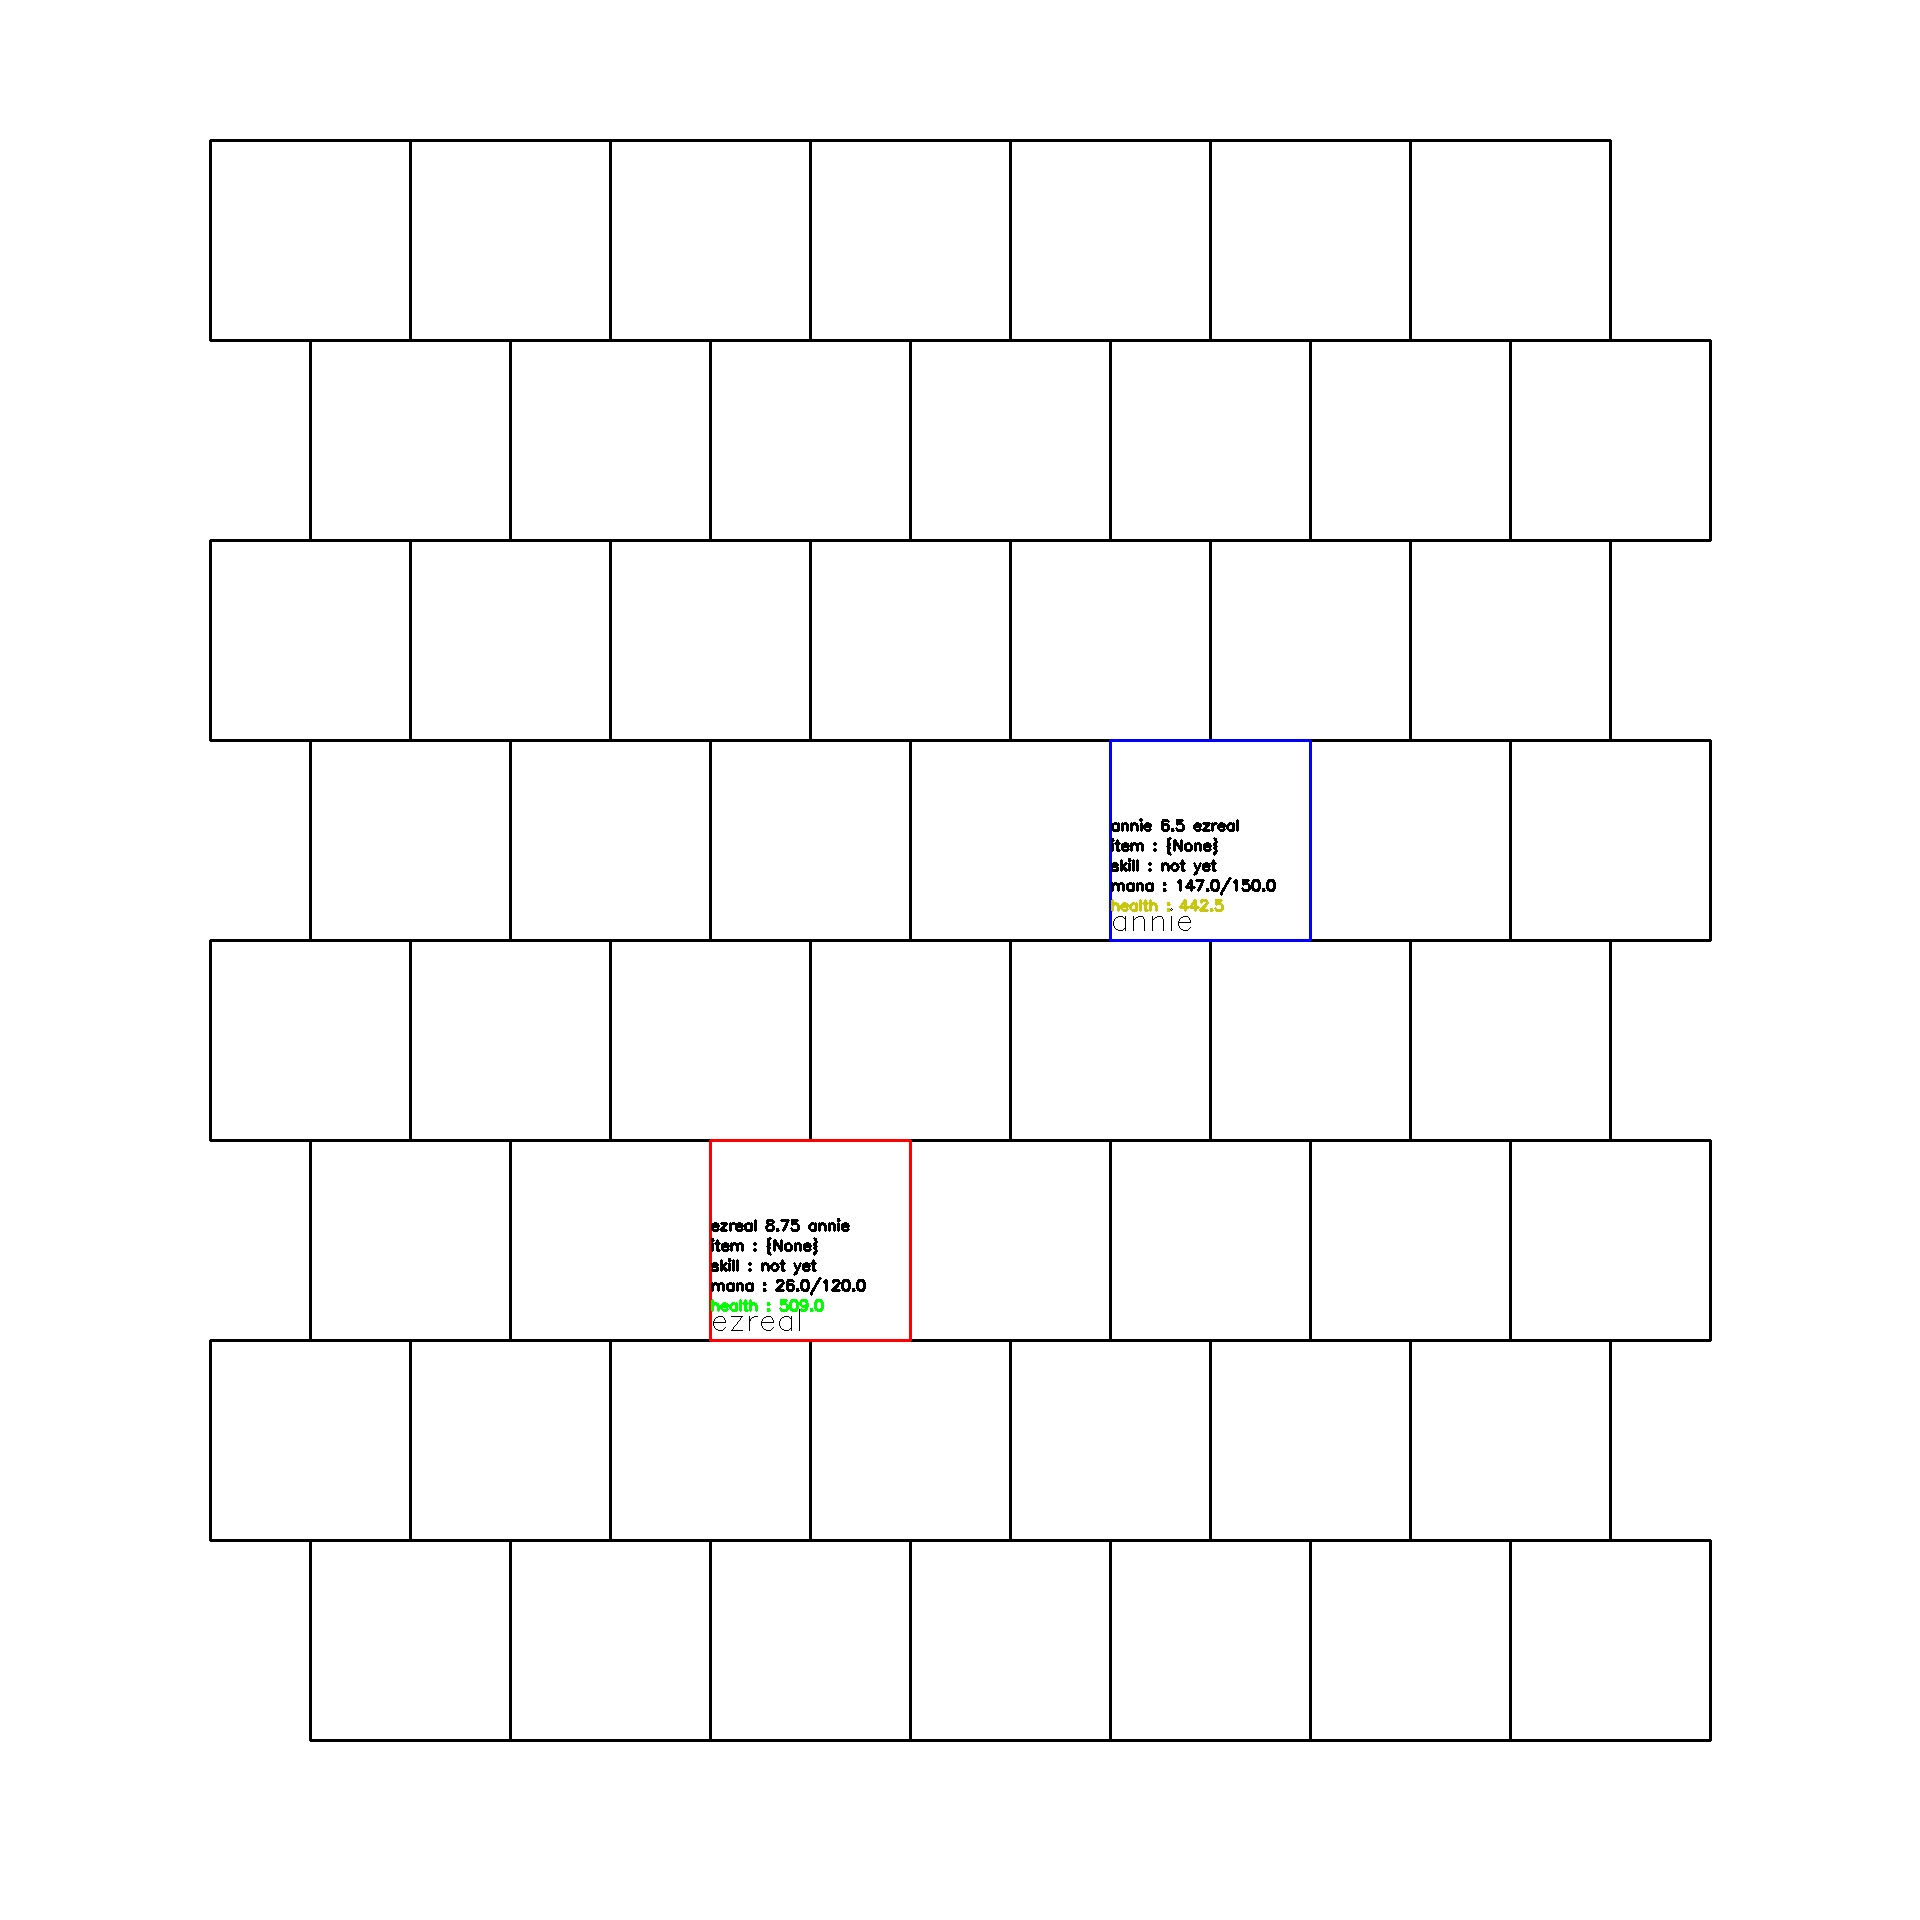 annie 6.5 ezreal
item : {None}
skill : not yet
mana : 147.0/150.0
health : 442.5
annie
ezreal 8.75 annie
item : {None}
skill : not yet
mana : 26.0/120.0
health : 509.0
ezreal